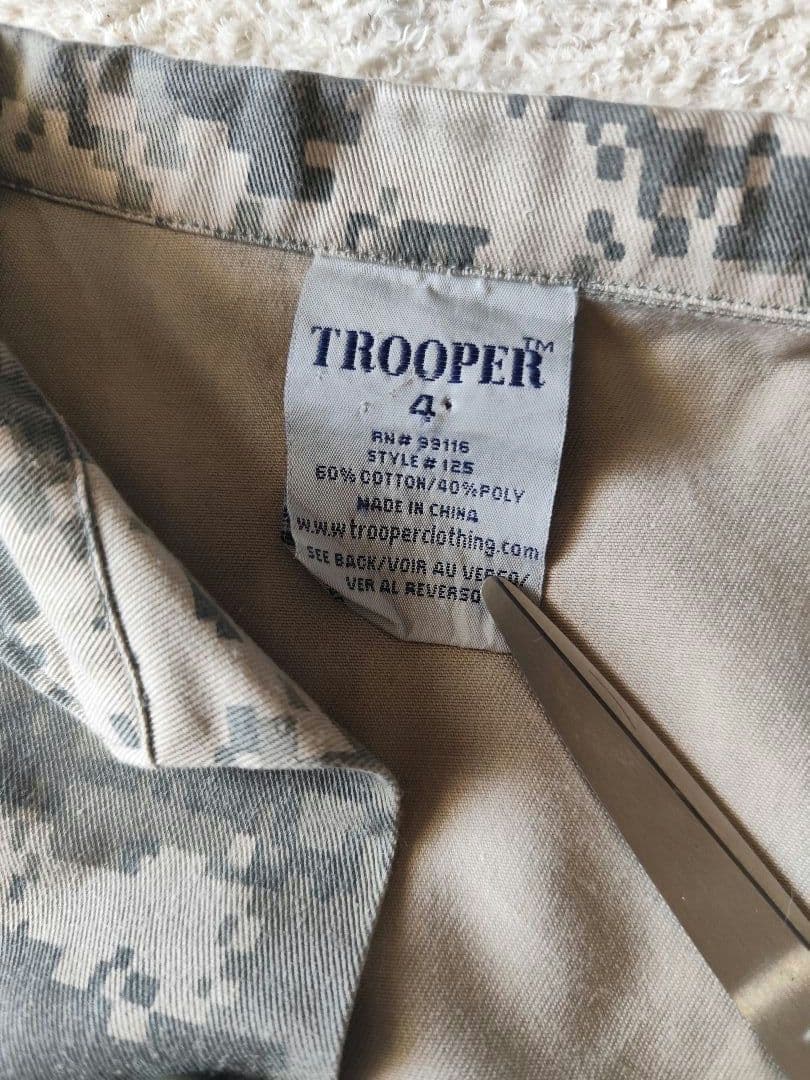 TROOPER™
4
RN# 99116
STYLE # 125
60% COTTON/40%POLY
MADE IN CHINA
www.trooperclothing.com
SEE BACK/VOIR AU VERSO/
VER AL REVERSO